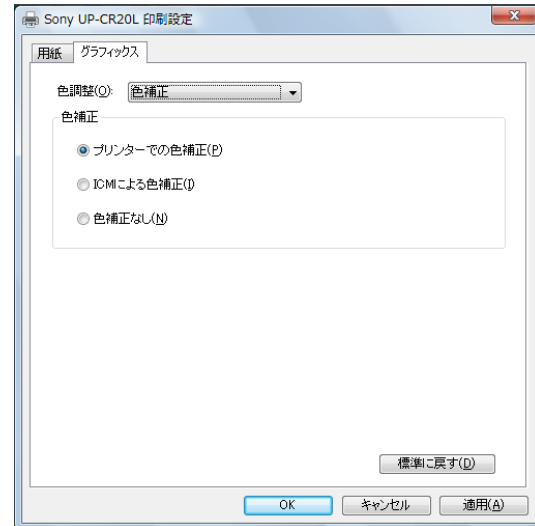 Sony UP-CR20L 印刷設定
用紙 グラフィックス
色調整(O): 色補正
色補正
プリンターでの色補正(P)
ICMによる色補正(I)
色補正なし(N)
標準に戻す(D)
OK キャンセル 適用(A)